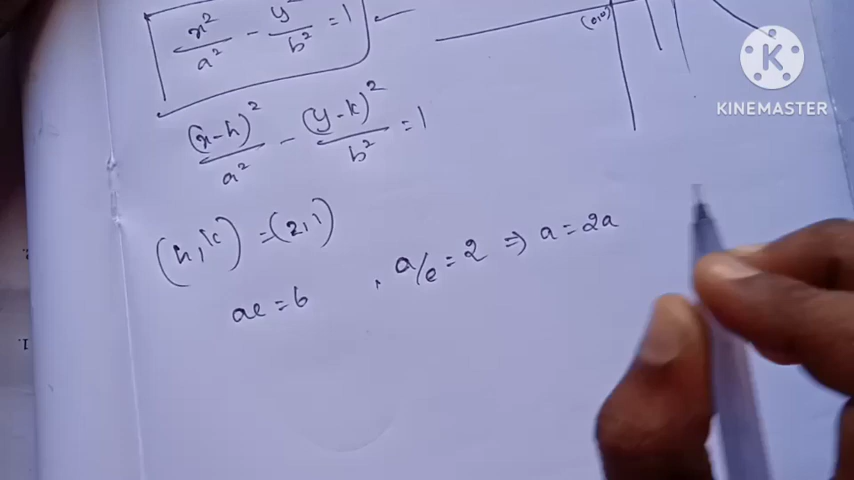 x²/a² - y²/b² = 1
(0,0)
KINEMASTER
(x-h)²/a² - (y-k)²/b² = 1
(h,k) = (2,1)
ae = 6 , a/e = 2 ⇒ a = 2a
1.